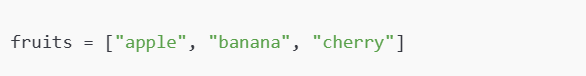 fruits = ["apple", "banana", "cherry"]